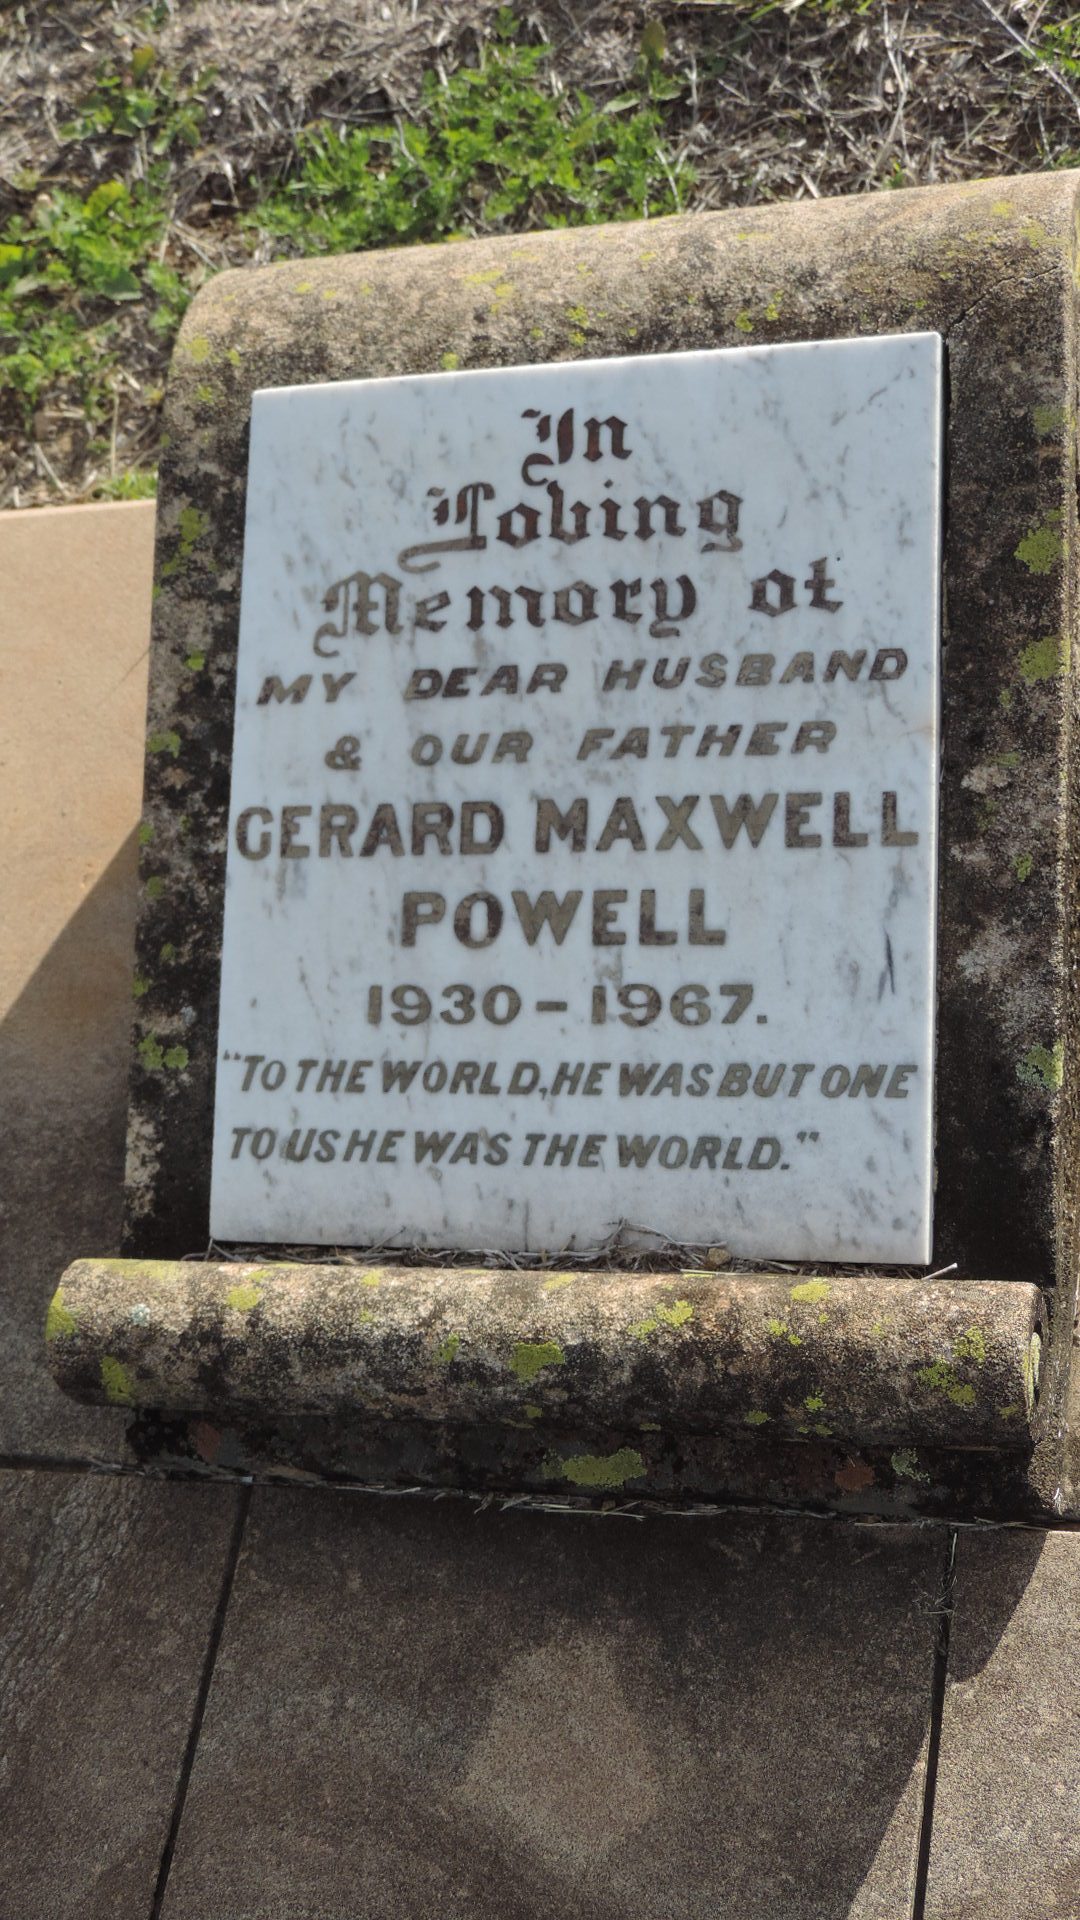 In
Loving
Memory of
MY DEAR HUSBAND
& OUR FATHER
GERARD MAXWELL
POWELL
1930-1967.
"TO THE WORLD, HE WAS BUT ONE
TO US HE WAS THE WORLD."